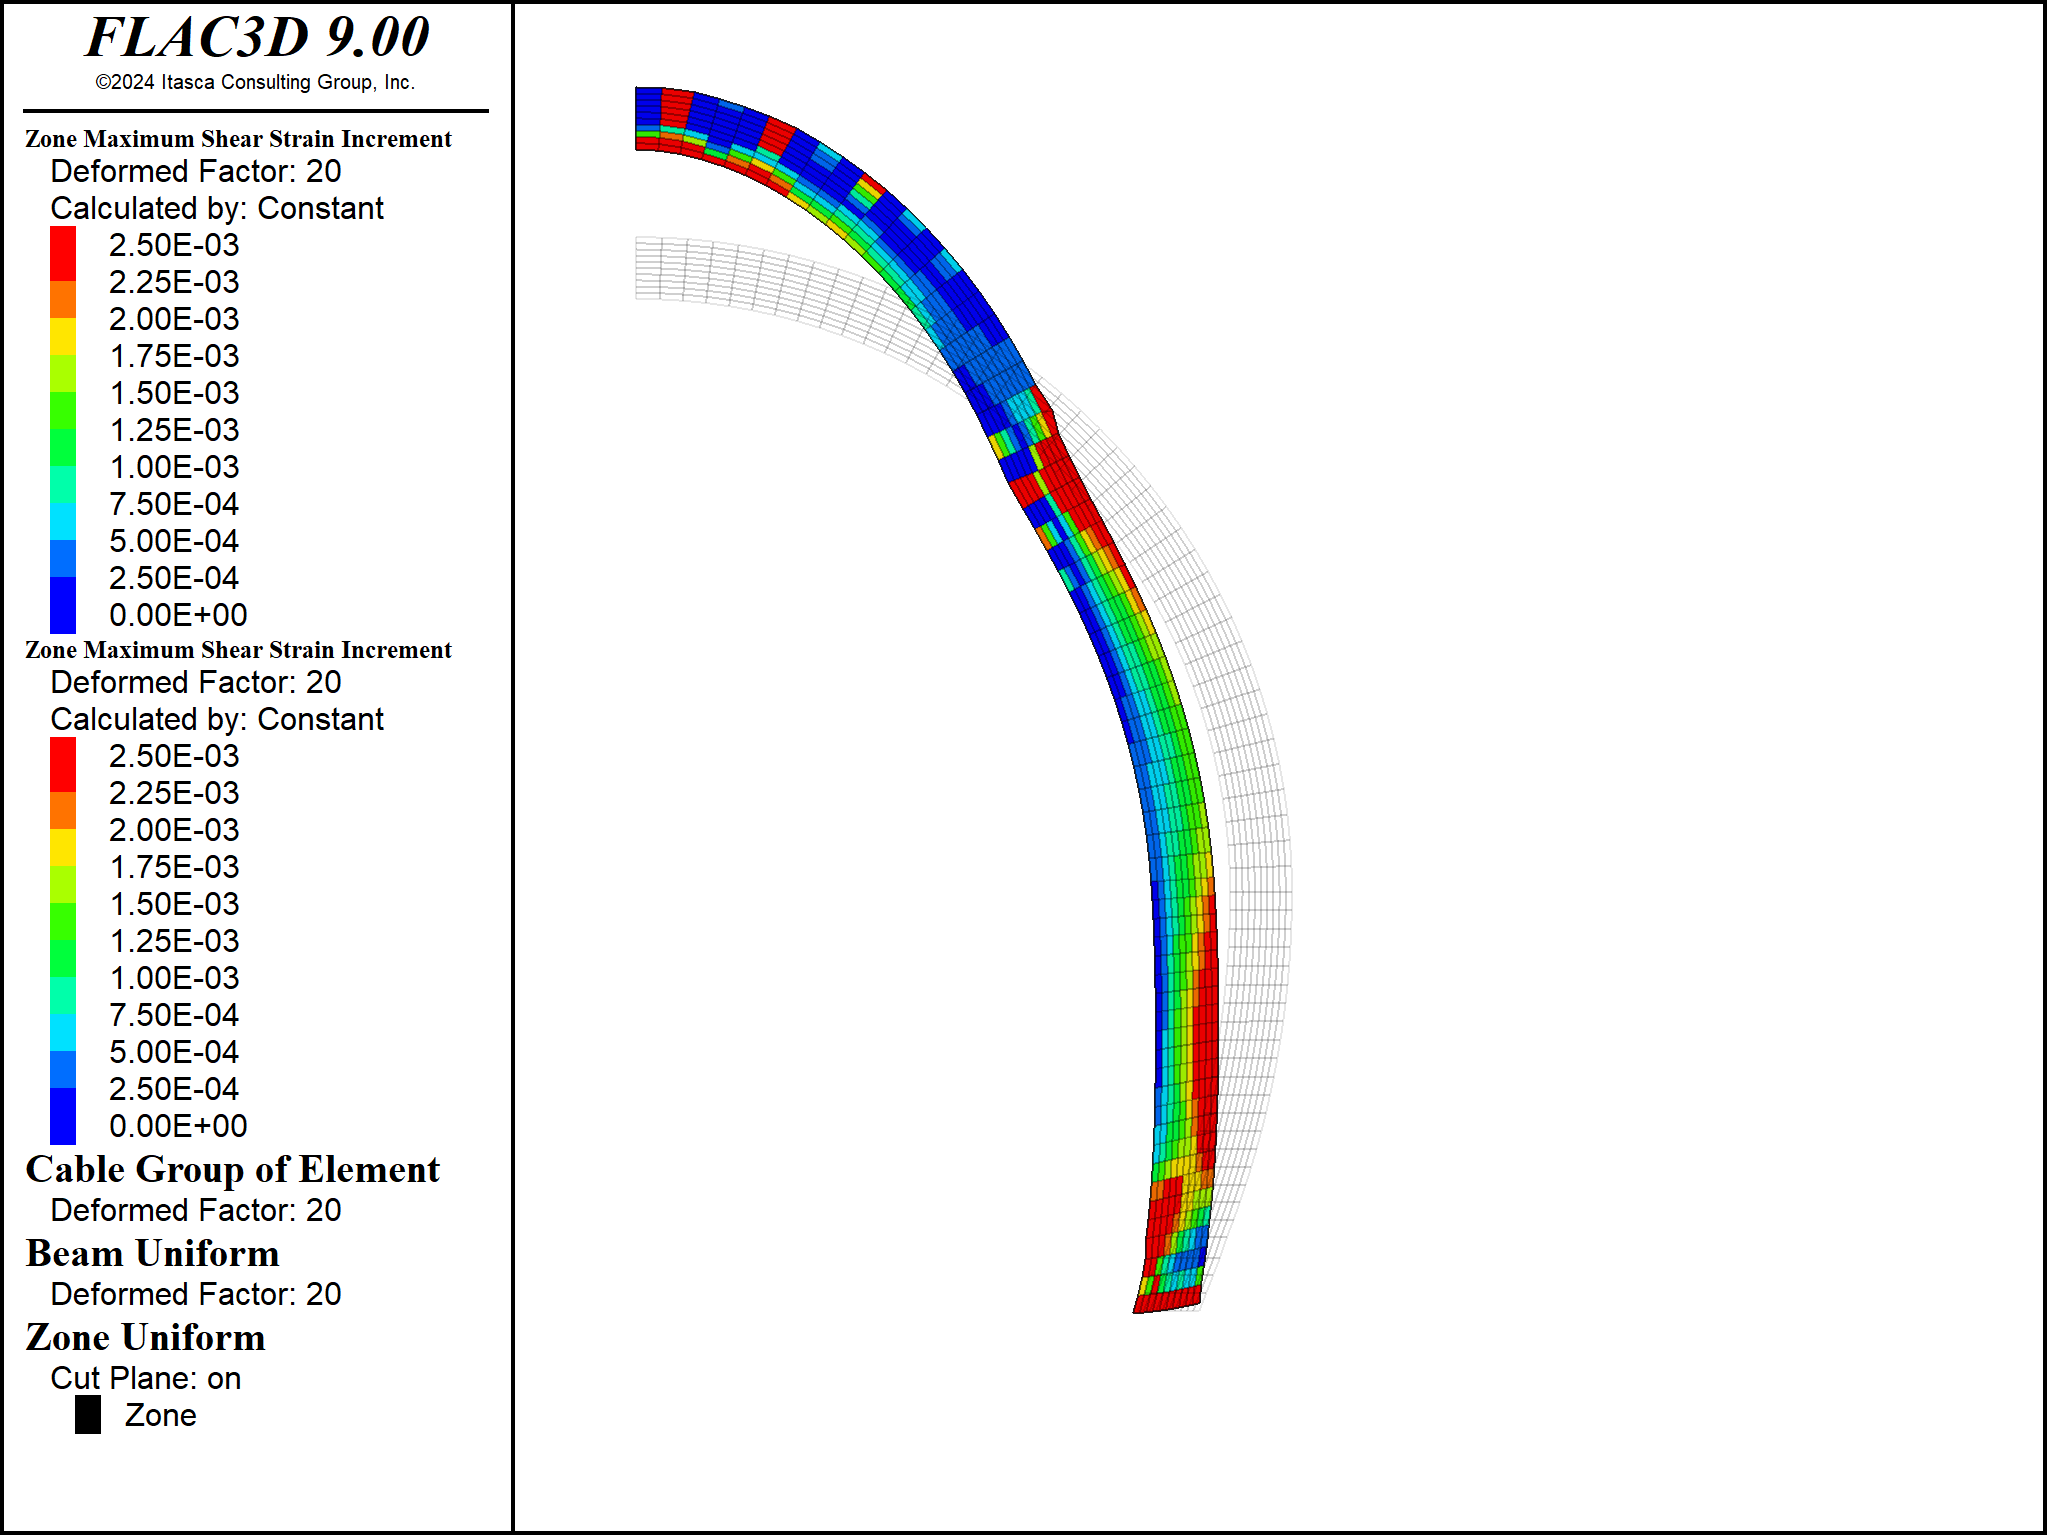 FLAC3D 9.00
©2024 Itasca Consulting Group, Inc.
Zone Maximum Shear Strain Increment
Deformed Factor: 20
Calculated by: Constant
2.50E-03
2.25E-03
2.00E-03
1.75E-03
1.50E-03
1.25E-03
1.00E-03
7.50E-04
5.00E-04
2.50E-04
0.00E+00
Zone Maximum Shear Strain Increment
Deformed Factor: 20
Calculated by: Constant
2.50E-03
2.25E-03
2.00E-03
1.75E-03
1.50E-03
1.25E-03
1.00E-03
7.50E-04
5.00E-04
2.50E-04
0.00E+00
Cable Group of Element
Deformed Factor: 20
Beam Uniform
Deformed Factor: 20
Zone Uniform
Cut Plane: on
Zone